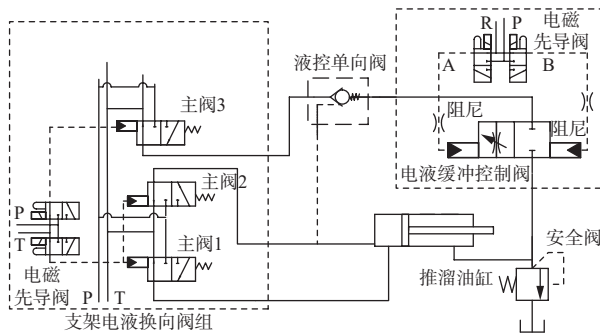 R P
电磁
先导阀
A
B
阻尼
阻尼
电液缓冲控制阀
液控单向阀
主阀3
主阀2
主阀1
P
T
电磁
先导阀
P T
支架电液换向阀组
推溜油缸
安全阀